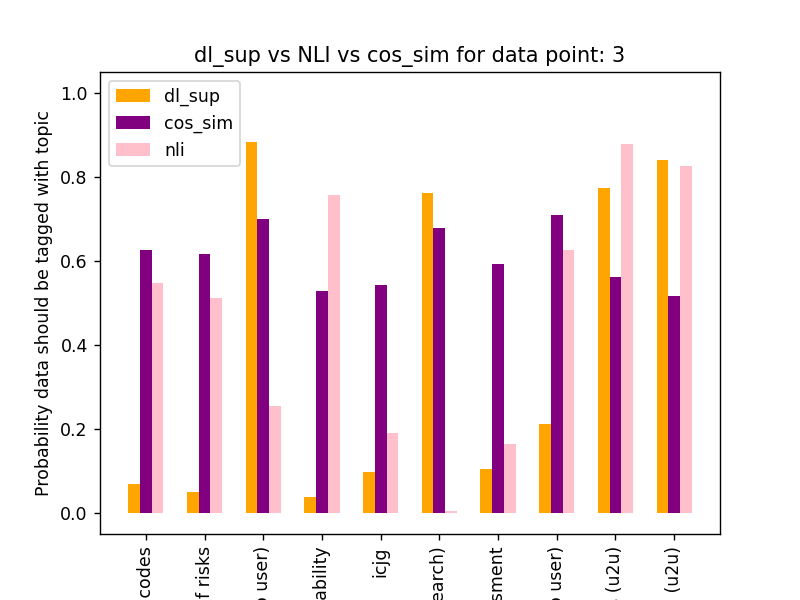 dl_sup vs NLI vs cos_sim for data point: 3
dl_sup
cos_sim
nli
Probability data should be tagged with topic
1.0
0.8
0.6
0.4
0.2
0.0
codes
f risks
user)
ability
icjg
earch)
sment
user)
(u2u)
(u2u)